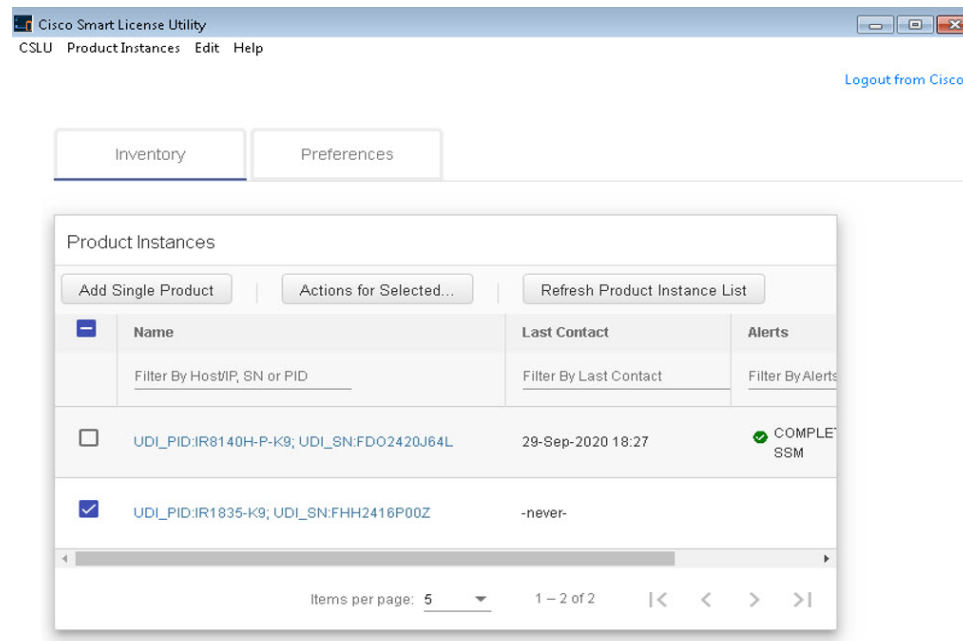 Cisco Smart License Utility
CSLU Product Instances Edit Help
Logout from Cisco
Inventory Preferences
Product Instances
Add Single Product Actions for Selected... Refresh Product Instance List
Name Last Contact Alerts
Filter By Host/IP, SN or PID Filter By Last Contact Filter By Alerts
UDI_PID:IR8140H-P-K9; UDI_SN:FDO2420J64L 29-Sep-2020 18:27 COMPLET
SSM
UDI_PID:IR1835-K9; UDI_SN:FHH2416P00Z -never-
Items per page: 5 1 – 2 of 2